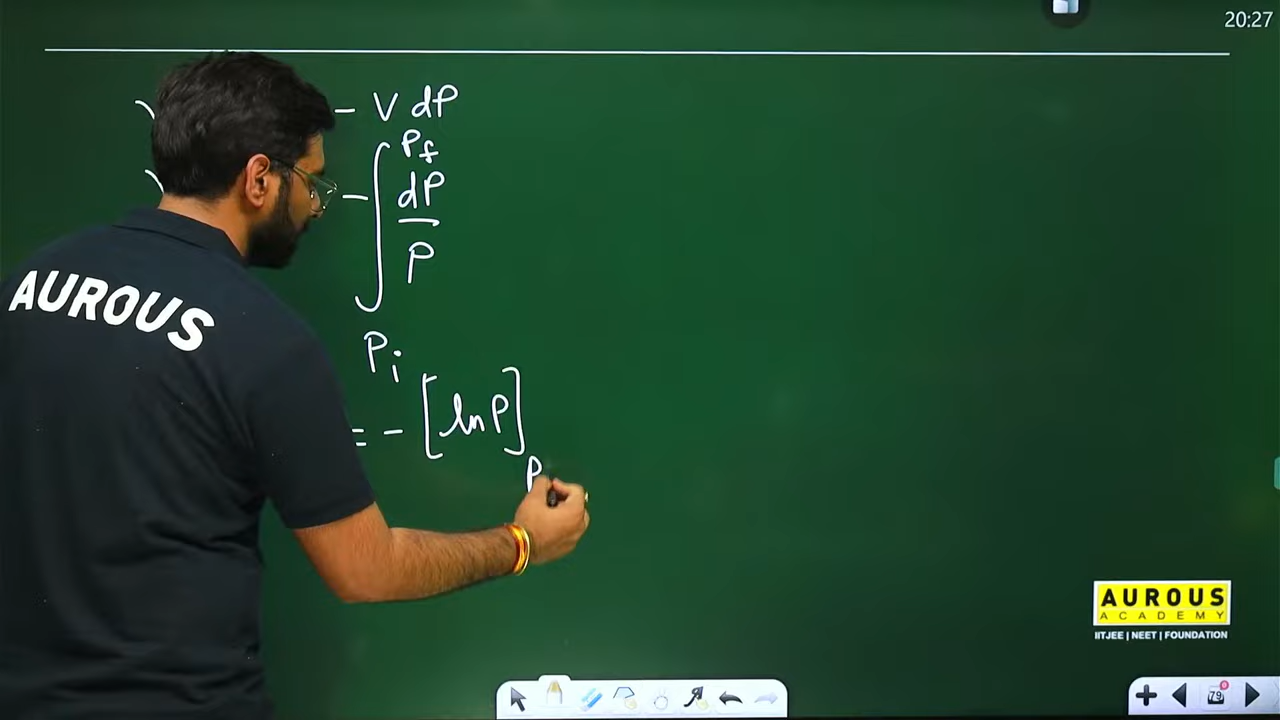 20:27
- V dP
Pf
- ∫ dP
P
Pi
= - [ln P]
P
AUROUS
AUROUS
ACADEMY
IITJEE | NEET | FOUNDATION
79